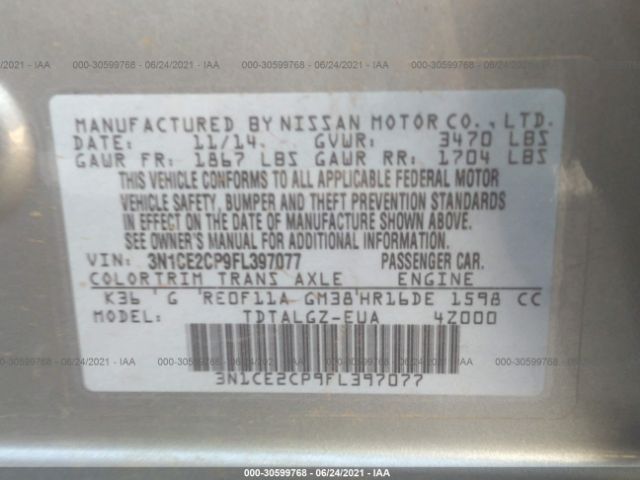 000-30599768 - 06/24/2021 - IAA
MANUFACTURED BY NISSAN MOTOR CO., LTD.
DATE: 11/14. GVWR: 3470 LBS
GAWR FR: 1867 LBS GAWR RR: 1704 LBS
THIS VEHICLE CONFORMS TO ALL APPLICABLE FEDERAL MOTOR
VEHICLE SAFETY, BUMPER AND THEFT PREVENTION STANDARDS
IN EFFECT ON THE DATE OF MANUFACTURE SHOWN ABOVE.
SEE OWNER'S MANUAL FOR ADDITIONAL INFORMATION.
VIN: 3N1CE2CP9FL397077 PASSENGER CAR.
COLOR TRIM TRANS AXLE ENGINE
K36 G RE0F11A GM38 HR16DE 1598 CC
MODEL: TDTALGZ-EUA 4Z000
3N1CE2CP9FL397077
000-30599768 - 06/24/2021 - IAA